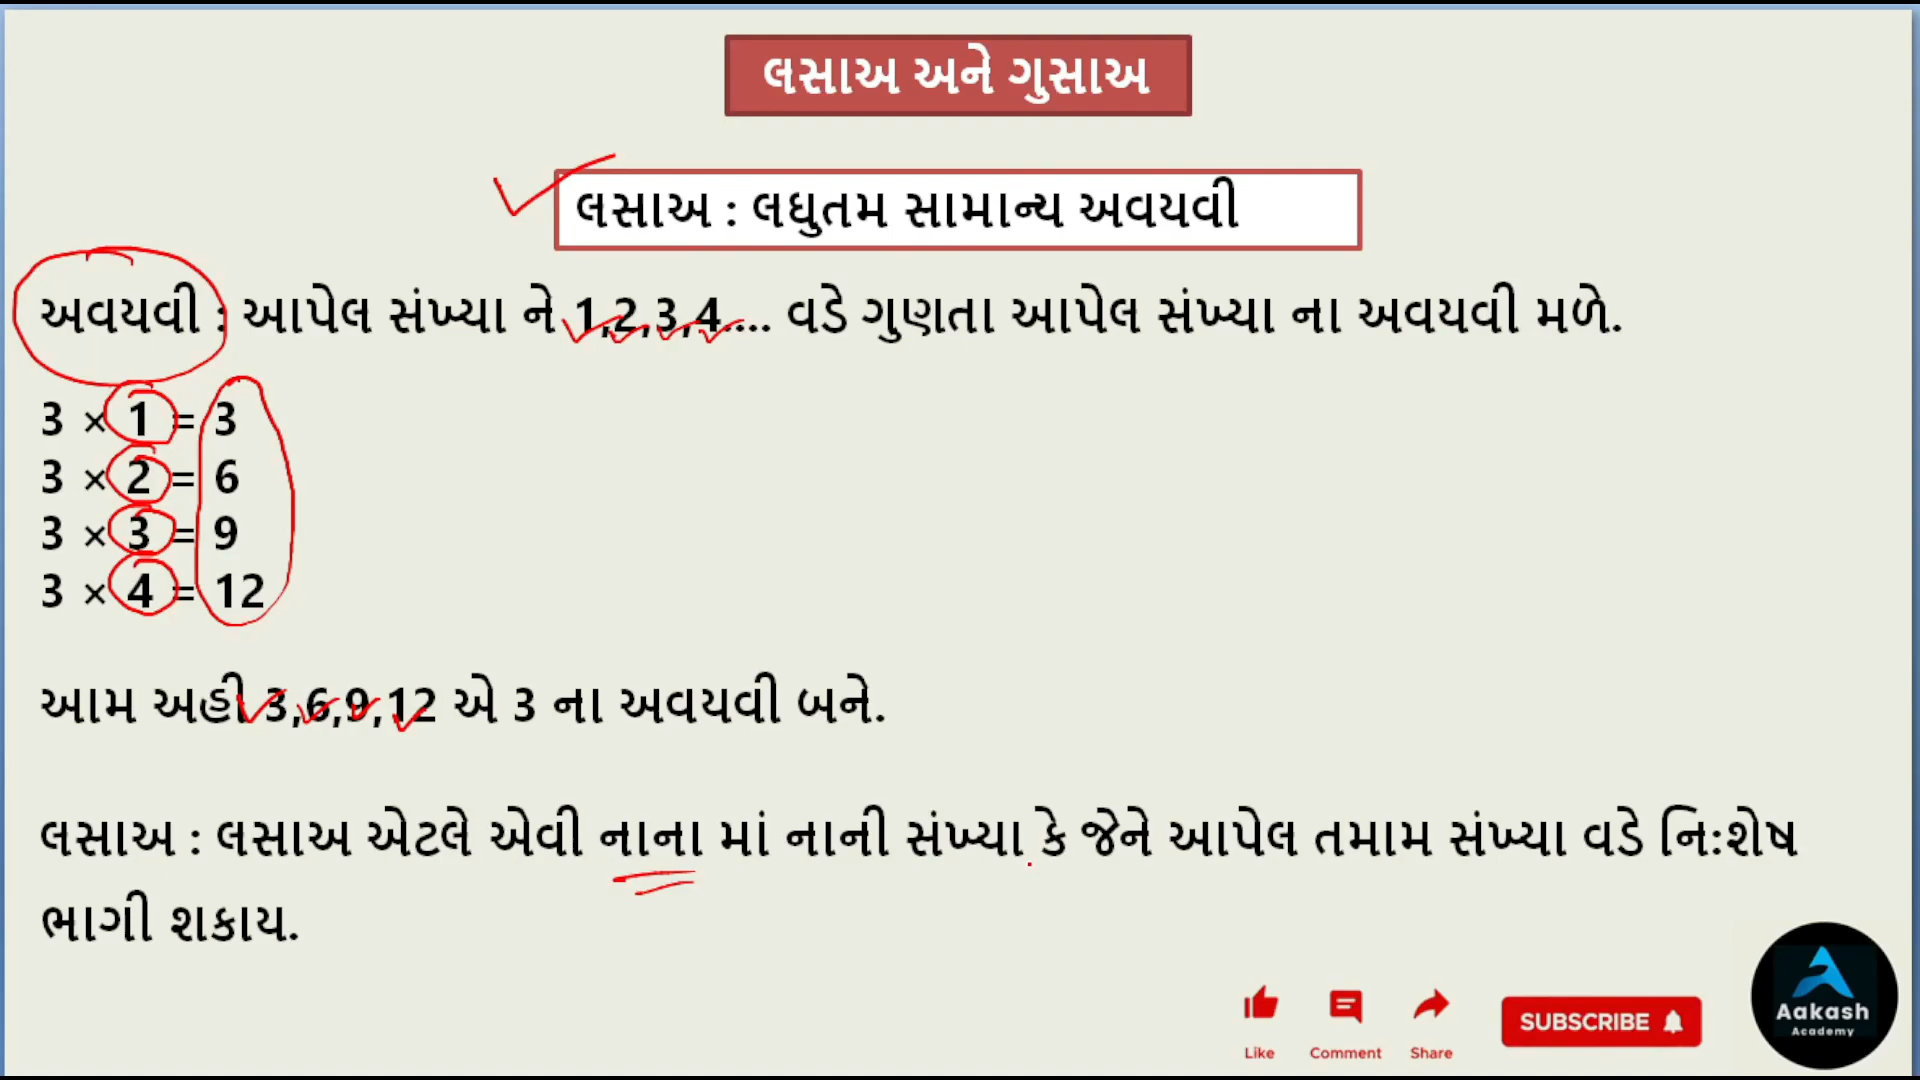 લસાઅ અને ગુસાઅ
લસાઅ : લઘુતમ સામાન્ય અવયવી
અવયવી : આપેલ સંખ્યા ને 1,2,3,4.... વડે ગુણતા આપેલ સંખ્યા ના અવયવી મળે.
3 × 1 = 3
3 × 2 = 6
3 × 3 = 9
3 × 4 = 12
આમ અહી 3,6,9,12 એ 3 ના અવયવી બને.
લસાઅ : લસાઅ એટલે એવી નાના માં નાની સંખ્યા કે જેને આપેલ તમામ સંખ્યા વડે નિઃશેષ
ભાગી શકાય.
Like Comment Share
SUBSCRIBE
Aakash
Academy